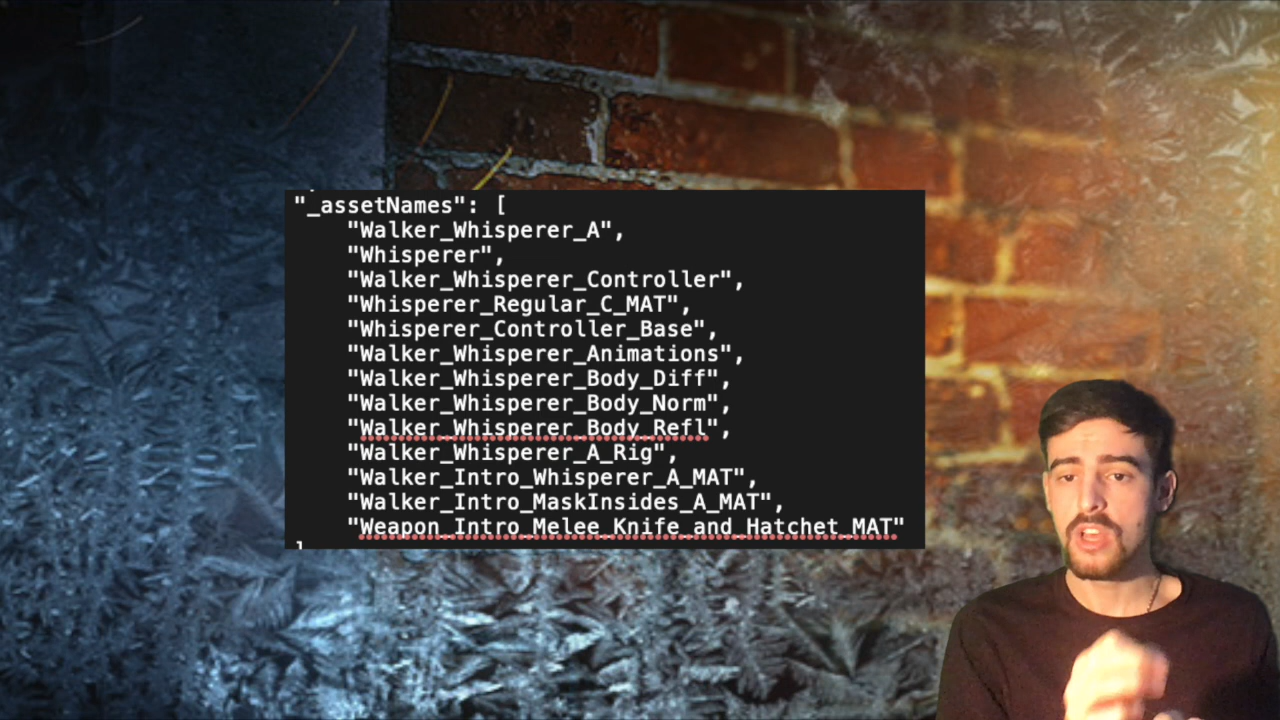 "_assetNames": [
"Walker_Whisperer_A",
"Whisperer",
"Walker_Whisperer_Controller",
"Whisperer_Regular_C_MAT",
"Whisperer_Controller_Base",
"Walker_Whisperer_Animations",
"Walker_Whisperer_Body_Diff",
"Walker_Whisperer_Body_Norm",
"Walker_Whisperer_Body_Refl",
"Walker_Whisperer_A_Rig",
"Walker_Intro_Whisperer_A_MAT",
"Walker_Intro_MaskInsides_A_MAT",
"Weapon_Intro_Melee_Knife_and_Hatchet_MAT"
]